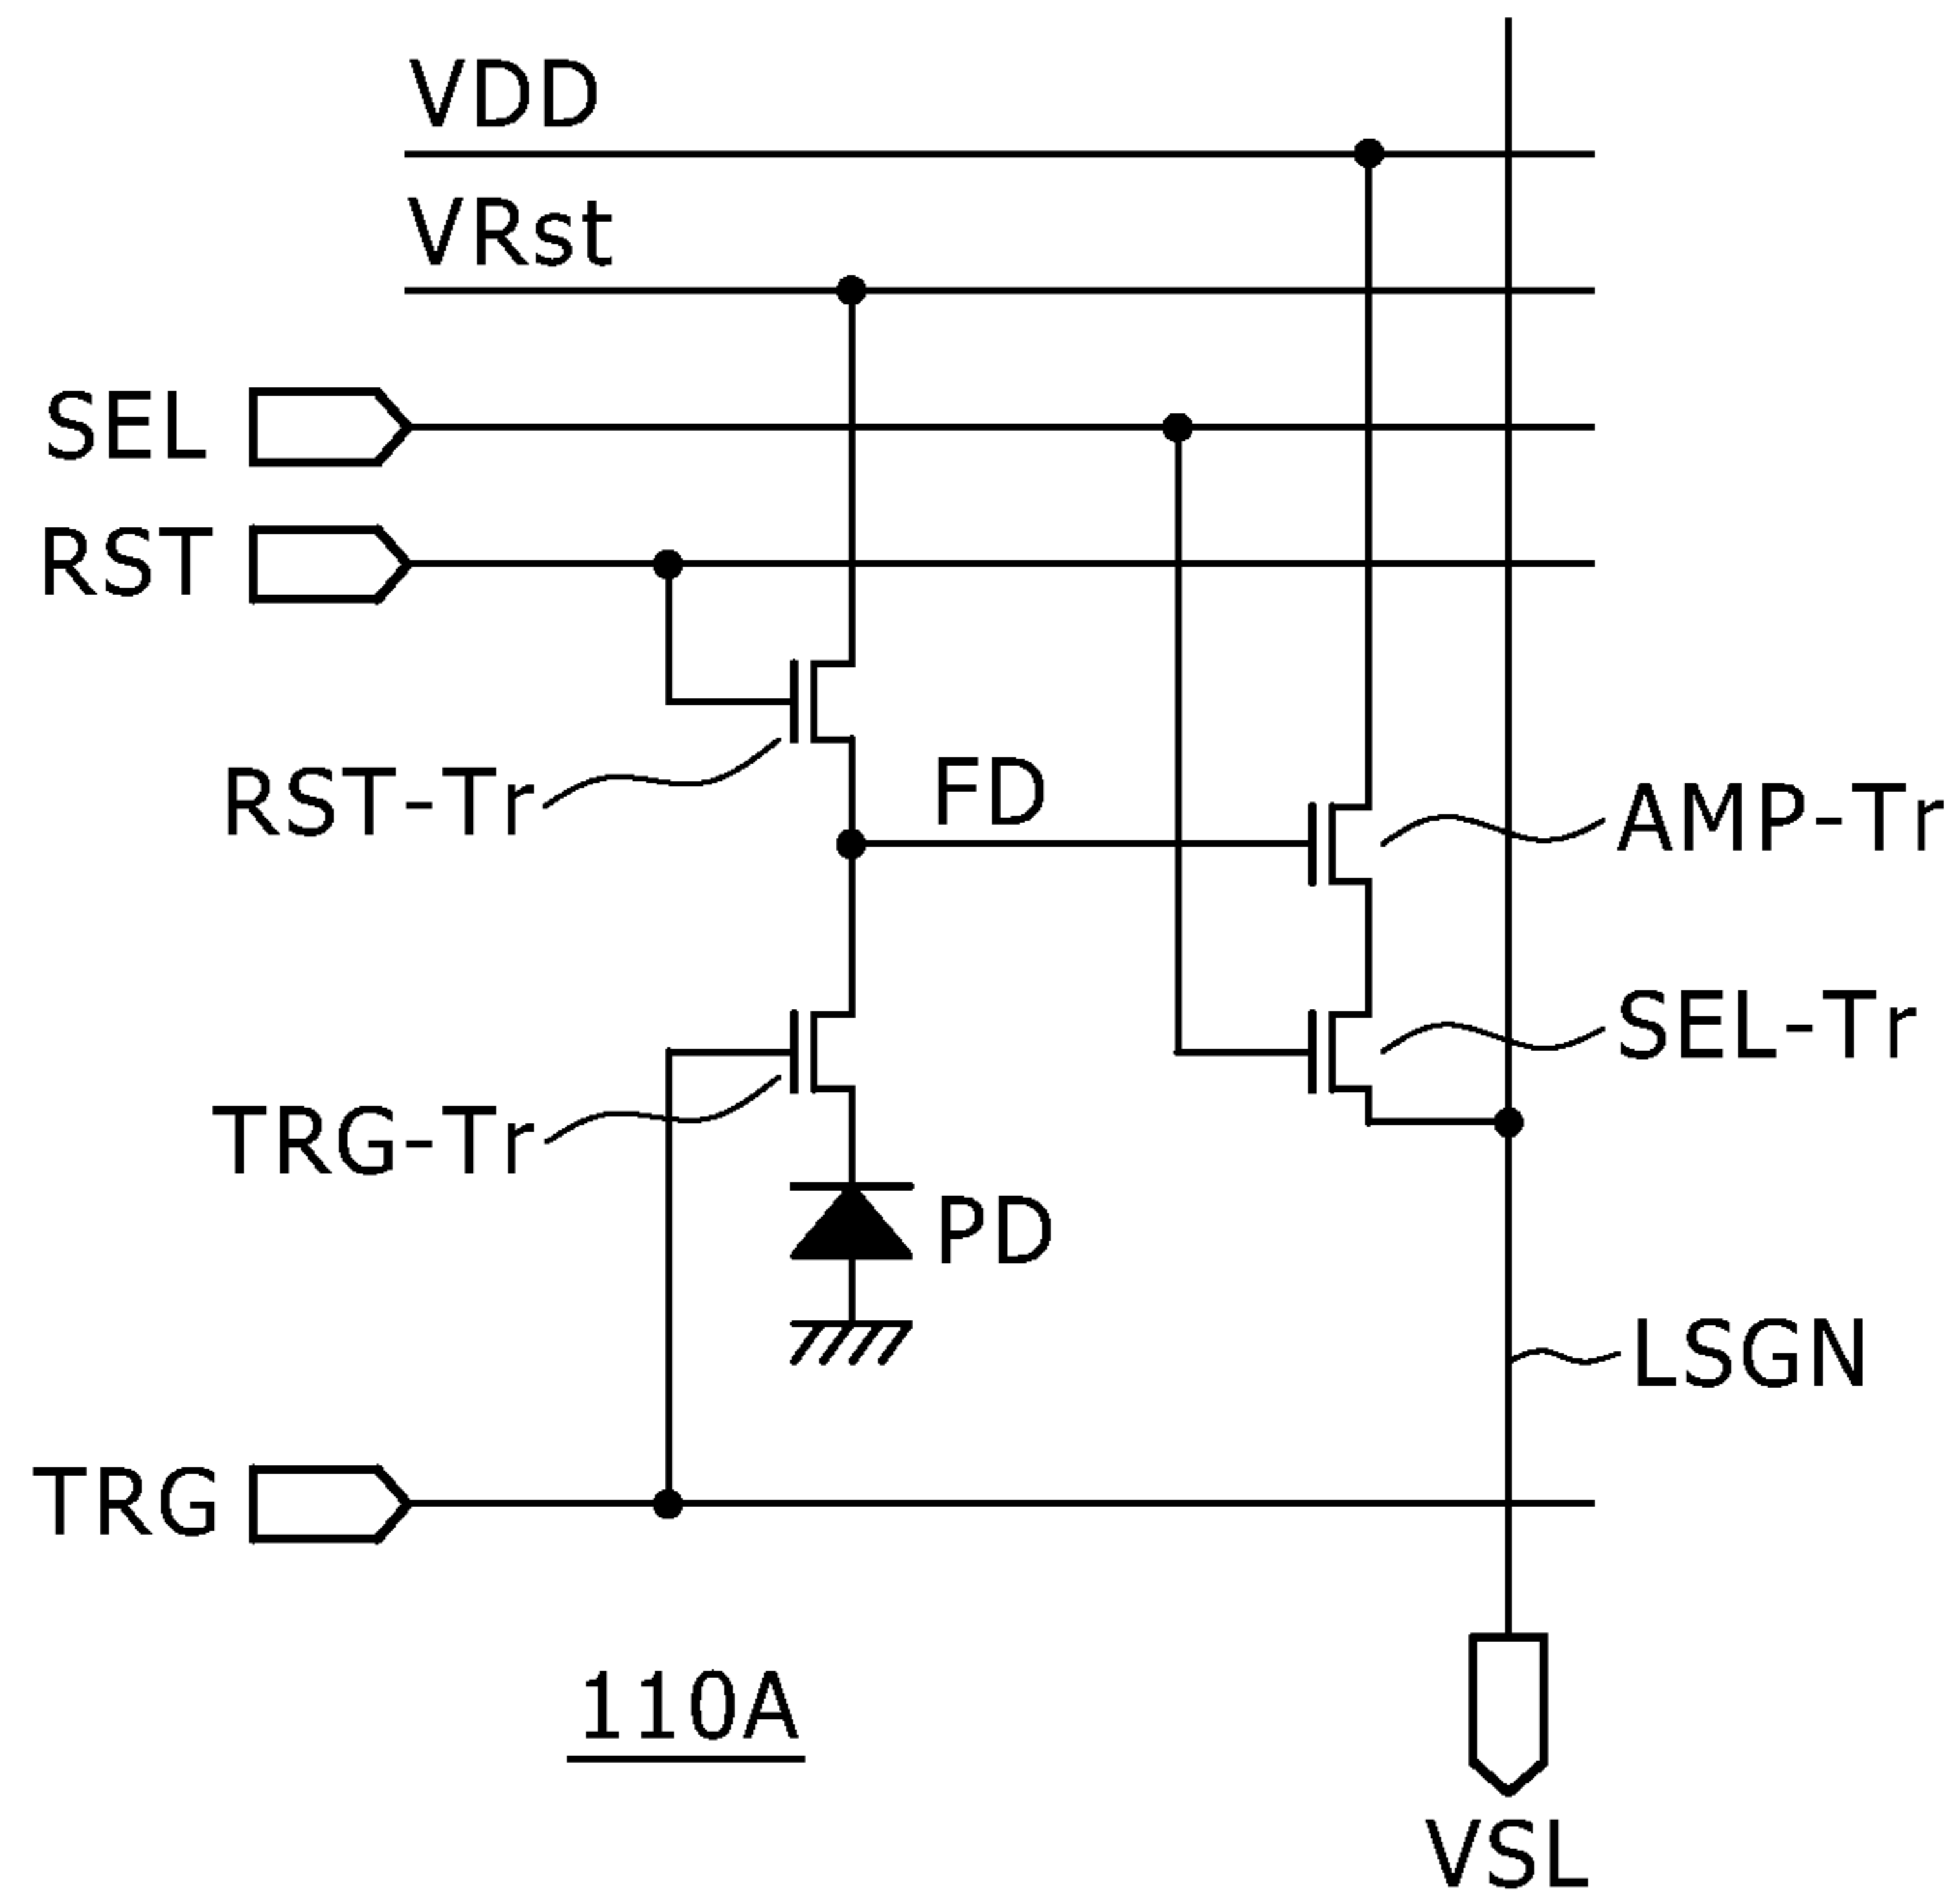 VDD
VRst
SEL
RST
RST-Tr
FD
AMP-Tr
SEL-Tr
TRG-Tr
PD
LSGN
TRG
110A
VSL